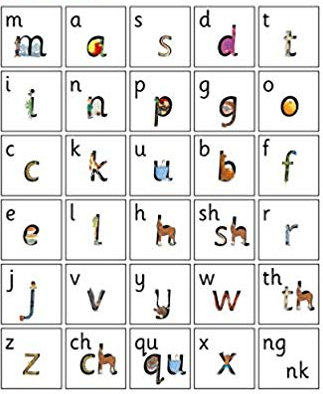 m a s d t
m a s d t
i n p g o
i n p g o
c k u b f
c k u b f
e l h sh r
e l h sh r
j v y w th
j v y w th
z ch qu x ng
z ch qu x nk